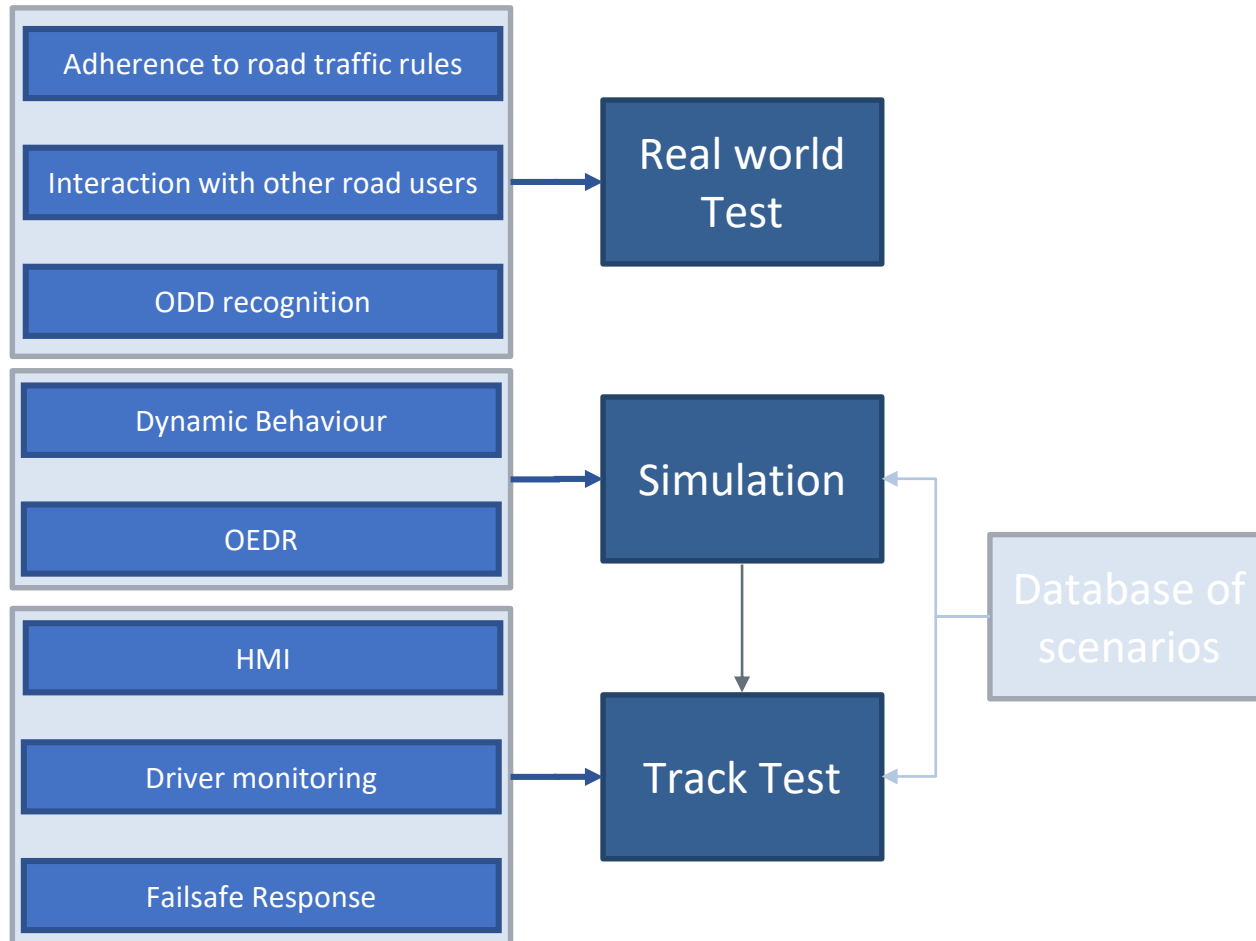 Adherence to road traffic rules
Interaction with other road users
ODD recognition
Real world
Test
Dynamic Behaviour
OEDR
Simulation
HMI
Driver monitoring
Failsafe Response
Track Test
Database of
scenarios